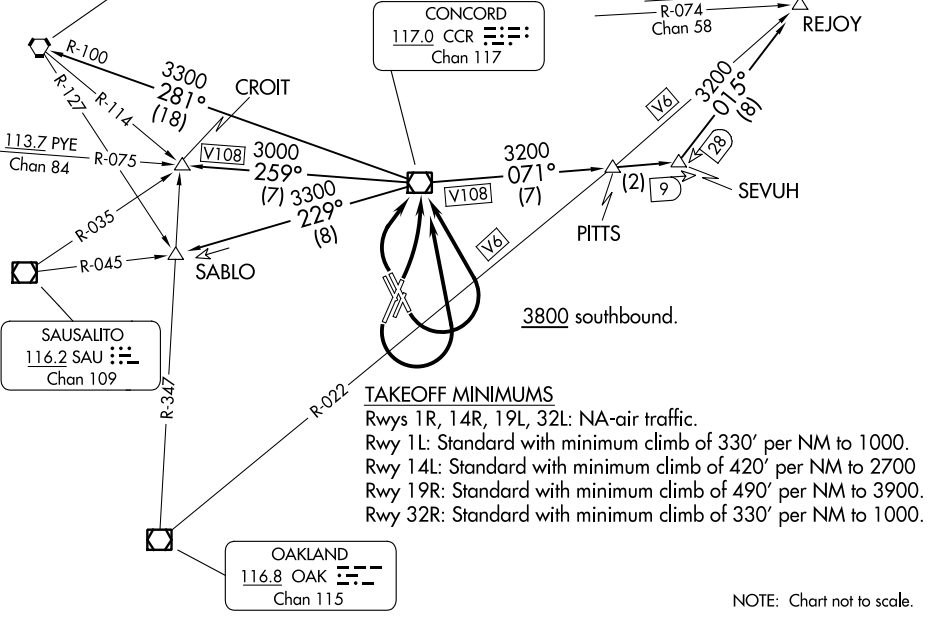 CONCORD
117.0 CCR
Chan 117
R-074
Chan 58
REJOY
R-100
R-127
R-114
3300
281°
(18)
CROIT
113.7 PYE
Chan 84
R-075
V108
3000
259°
(7)
3300
229°
(8)
3200
071°
(7)
V108
V6
3200
015°
(8)
28
(2)
9
SEVUH
PITTS
R-035
R-045
SABLO
V6
3800 southbound.
SAUSALITO
116.2 SAU
Chan 109
R-347
R-022
TAKEOFF MINIMUMS
Rwys 1R, 14R, 19L, 32L: NA-air traffic.
Rwy 1L: Standard with minimum climb of 330' per NM to 1000.
Rwy 14L: Standard with minimum climb of 420' per NM to 2700
Rwy 19R: Standard with minimum climb of 490' per NM to 3900.
Rwy 32R: Standard with minimum climb of 330' per NM to 1000.
OAKLAND
116.8 OAK
Chan 115
NOTE: Chart not to scale.